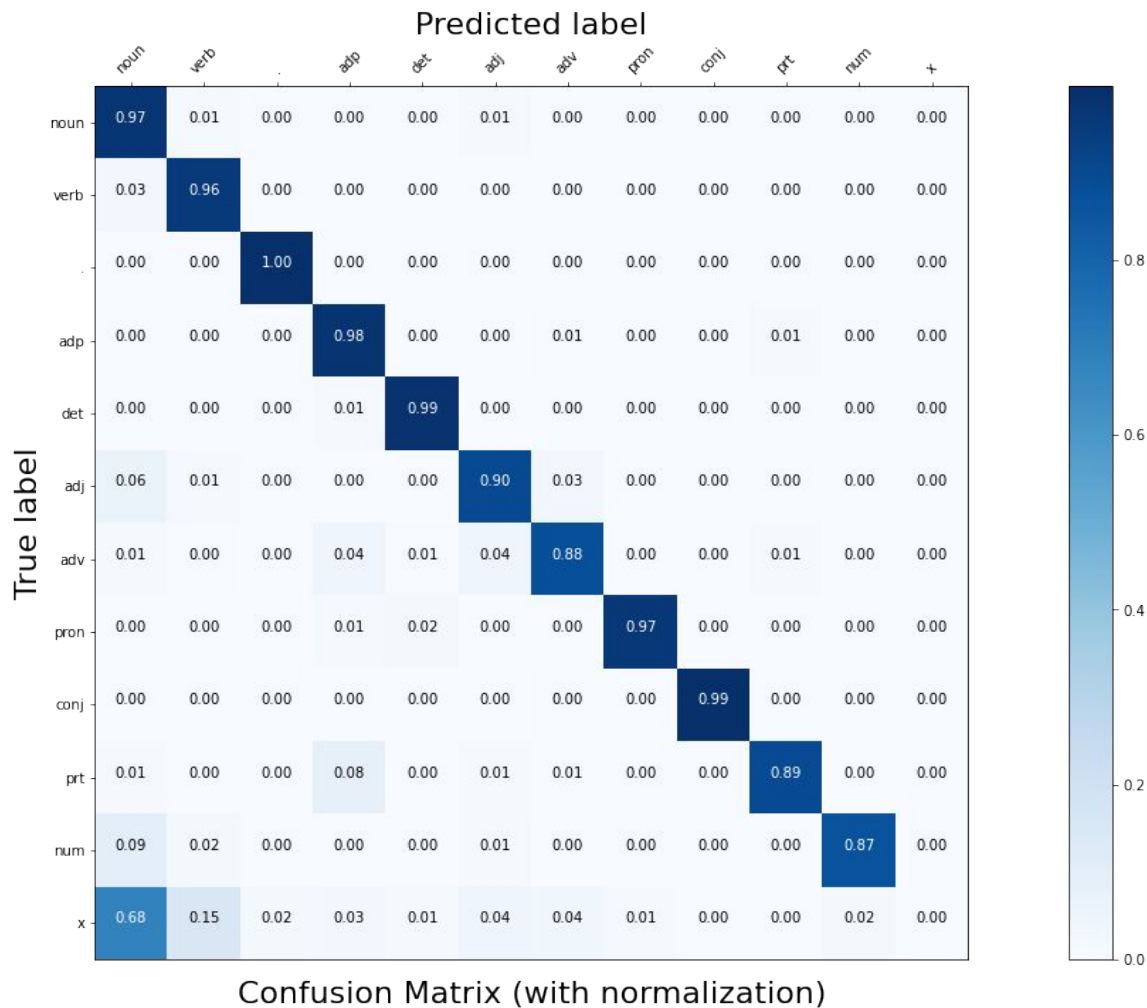 Predicted label
noun verb . adp det adj adv pron conj prt num x
noun 0.97 0.01 0.00 0.00 0.00 0.01 0.00 0.00 0.00 0.00 0.00 0.00
verb 0.03 0.96 0.00 0.00 0.00 0.00 0.00 0.00 0.00 0.00 0.00 0.00
. 0.00 0.00 1.00 0.00 0.00 0.00 0.00 0.00 0.00 0.00 0.00 0.00
0.8
adp 0.00 0.00 0.00 0.98 0.00 0.00 0.01 0.00 0.00 0.01 0.00 0.00
det 0.00 0.00 0.00 0.01 0.99 0.00 0.00 0.00 0.00 0.00 0.00 0.00
0.6
True label
adj 0.06 0.01 0.00 0.00 0.00 0.90 0.03 0.00 0.00 0.00 0.00 0.00
adv 0.01 0.00 0.00 0.04 0.01 0.04 0.88 0.00 0.00 0.01 0.00 0.00
0.4
pron 0.00 0.00 0.00 0.01 0.02 0.00 0.00 0.97 0.00 0.00 0.00 0.00
conj 0.00 0.00 0.00 0.00 0.00 0.00 0.00 0.00 0.99 0.00 0.00 0.00
prt 0.01 0.00 0.00 0.08 0.00 0.01 0.01 0.00 0.00 0.89 0.00 0.00
0.2
num 0.09 0.02 0.00 0.00 0.00 0.01 0.00 0.00 0.00 0.00 0.87 0.00
x 0.68 0.15 0.02 0.03 0.01 0.04 0.04 0.01 0.00 0.00 0.02 0.00
0.0
Confusion Matrix (with normalization)